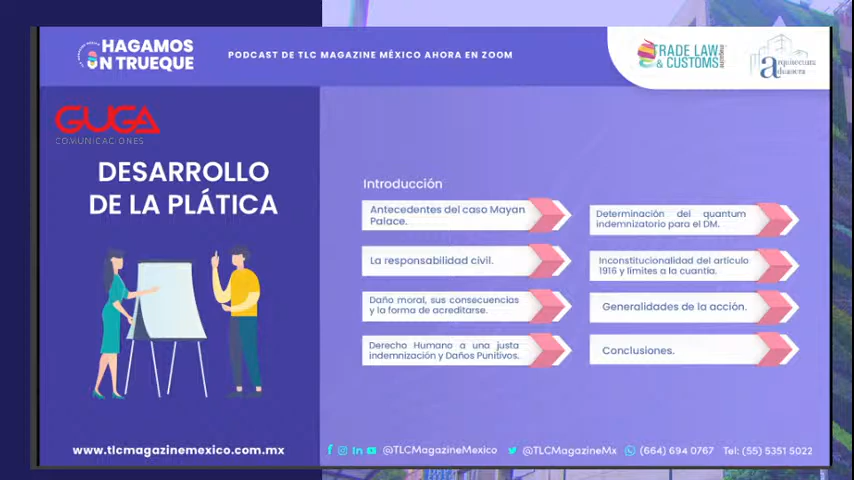 HAGAMOS
UN TRUEQUE
PODCAST DE TLC MAGAZINE MÉXICO AHORA EN ZOOM
TRADE LAW
& CUSTOMS
arquitectura
aduanera
GUGA
COMUNICACIONES
DESARROLLO
DE LA PLÁTICA
Introducción
Antecedentes del caso Mayan
Palace.
La responsabilidad civil.
Daño moral, sus consecuencias
y la forma de acreditarse.
Derecho Humano a una justa
indemnización y Daños Punitivos.
Determinación del quantum
indemnizatorio para el DM.
Inconstitucionalidad del artículo
1916 y límites a la cuantía.
Generalidades de la acción.
Conclusiones.
www.tlcmagazinemexico.com.mx
@TLCMagazineMexico
@TLCMagazineMx
(664) 694 0767
Tel: (55) 5351 5022